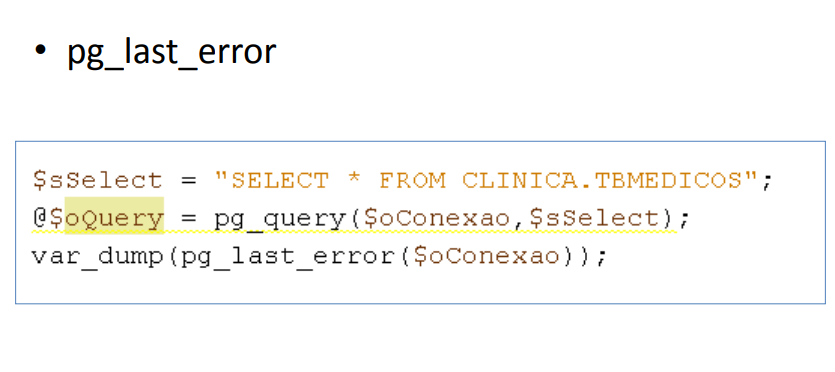 • pg_last_error
$sSelect = "SELECT * FROM CLINICA.TBMEDICOS";
@$oQuery = pg_query($oConexao,$sSelect);
var_dump(pg_last_error($oConexao));